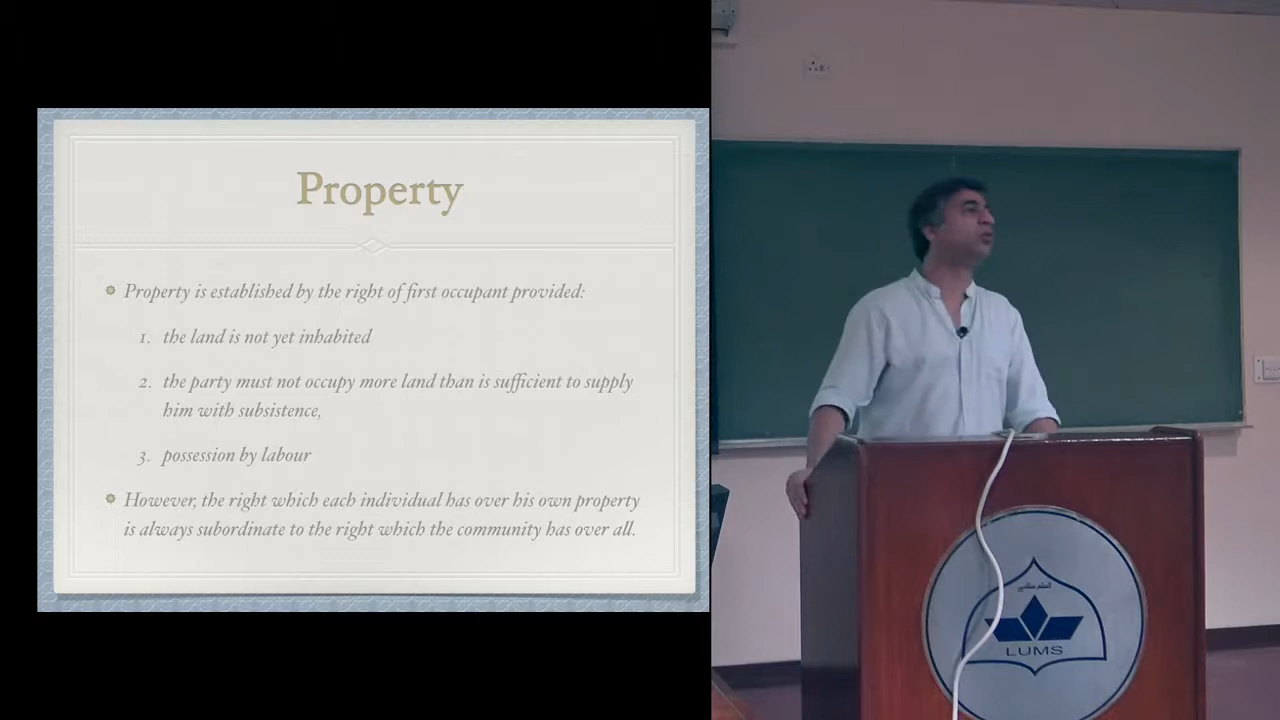 Property
Property is established by the right of first occupant provided:
1. the land is not yet inhabited
2. the party must not occupy more land than is sufficient to supply
him with subsistence,
3. possession by labour
However, the right which each individual has over his own property
is always subordinate to the right which the community has over all.
LUMS